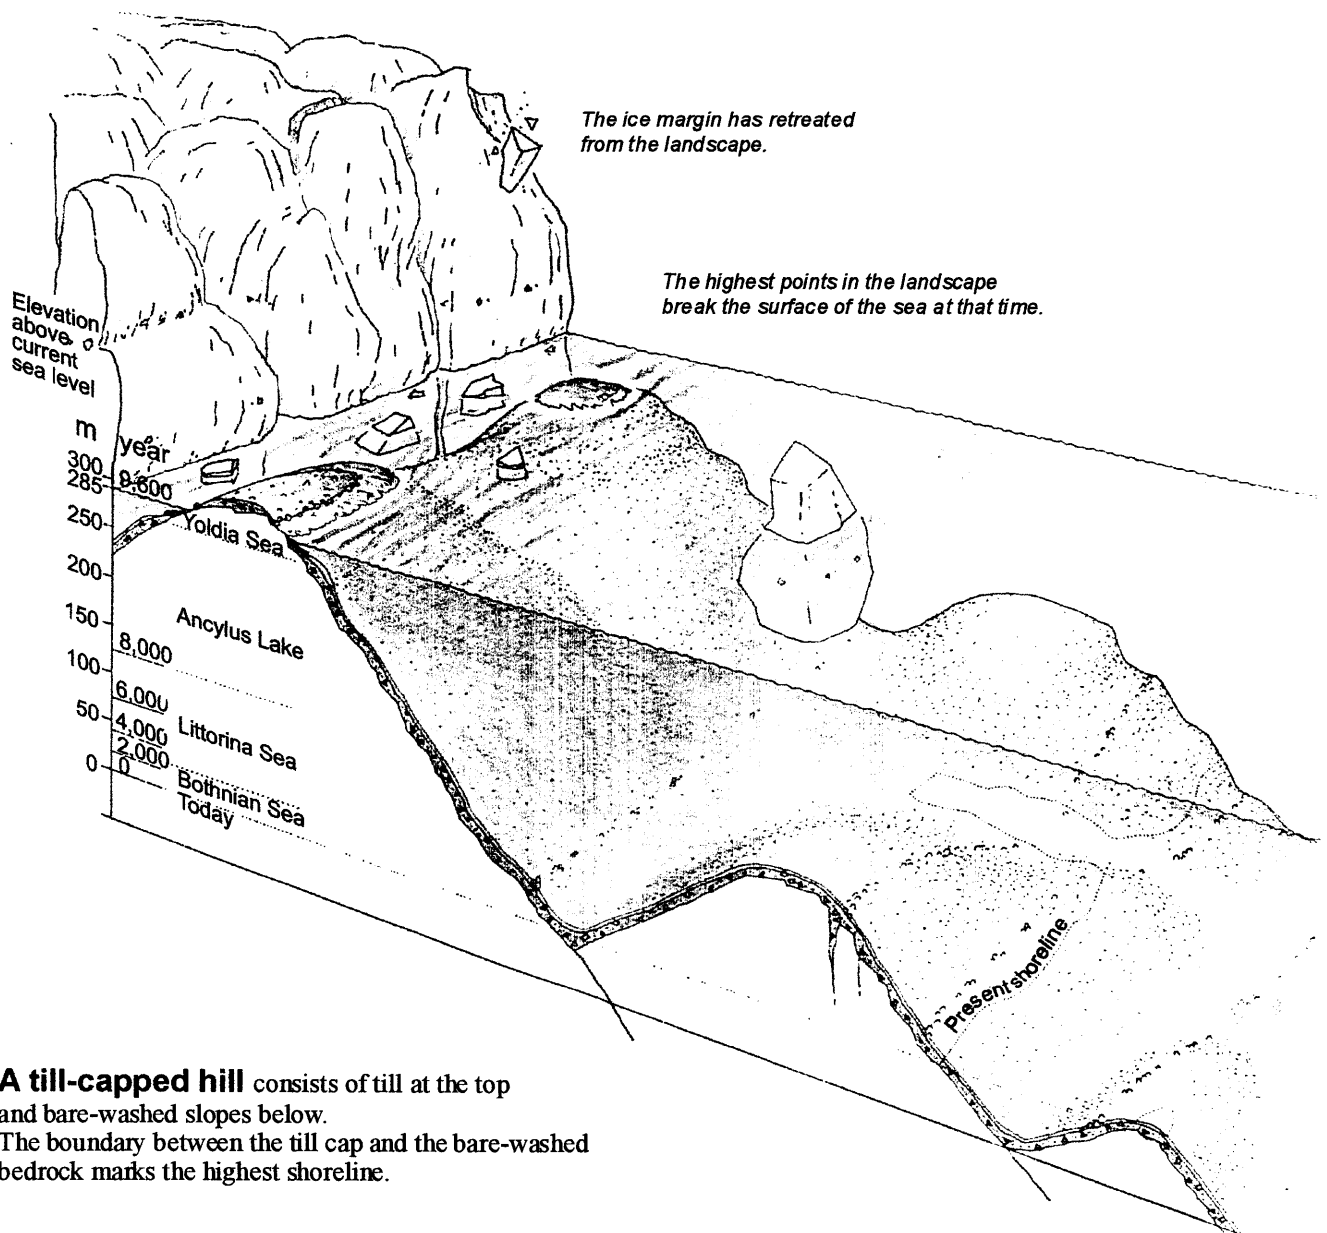 The ice margin has retreated
from the landscape.
The highest points in the landscape
break the surface of the sea at that time.
Elevation
above
current
sea level
m year
300
285 9,600
250
Yoldia Sea
200
150
Ancylus Lake
8,000
100
6,000
50
Littorina Sea
4,000
2,000
0 0
Bothnian Sea
Today
Present shoreline
A till-capped hill consists of till at the top
and bare-washed slopes below.
The boundary between the till cap and the bare-washed
bedrock marks the highest shoreline.